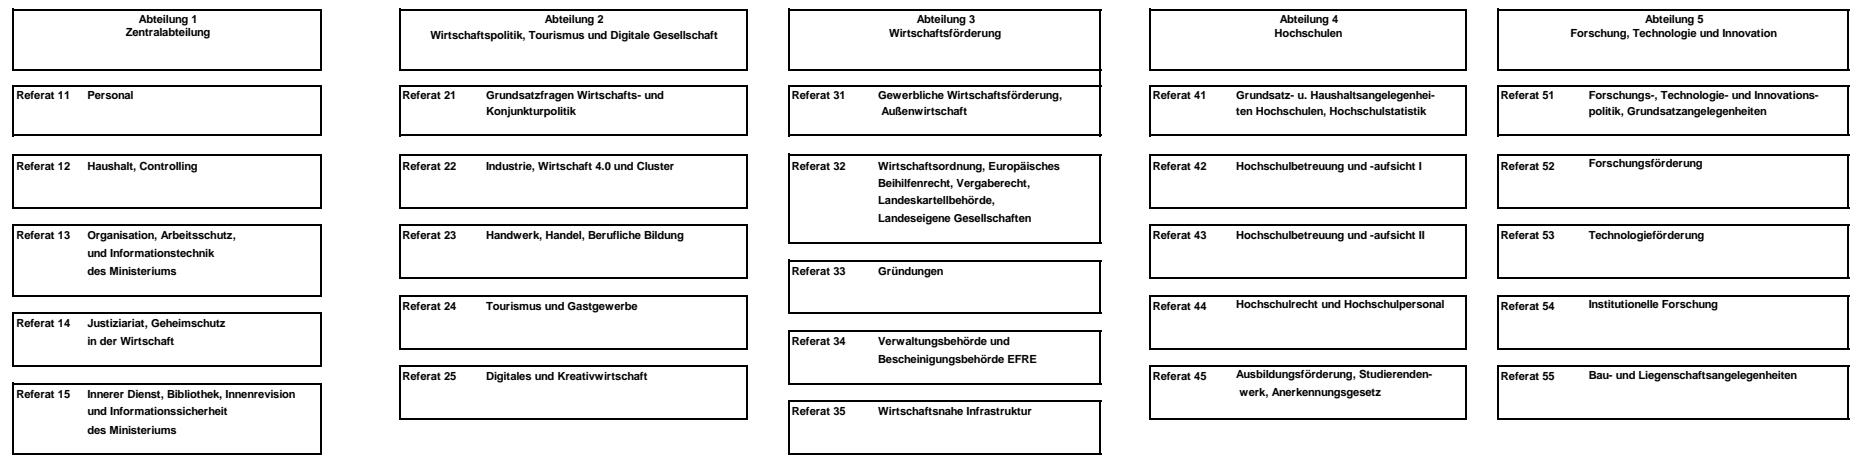 Abteilung 1
Zentralabteilung
Referat 11 Personal
Referat 12 Haushalt, Controlling
Referat 13 Organisation, Arbeitsschutz,
und Informationstechnik
des Ministeriums
Referat 14 Justiziariat, Geheimschutz
in der Wirtschaft
Referat 15 Innerer Dienst, Bibliothek, Innenrevision
und Informationssicherheit
des Ministeriums
Abteilung 2
Wirtschaftspolitik, Tourismus und Digitale Gesellschaft
Referat 21 Grundsatzfragen Wirtschafts- und
Konjunkturpolitik
Referat 22 Industrie, Wirtschaft 4.0 und Cluster
Referat 23 Handwerk, Handel, Berufliche Bildung
Referat 24 Tourismus und Gastgewerbe
Referat 25 Digitales und Kreativwirtschaft
Abteilung 3
Wirtschaftsförderung
Referat 31 Gewerbliche Wirtschaftsförderung,
Außenwirtschaft
Referat 32 Wirtschaftsordnung, Europäisches
Beihilfenrecht, Vergaberecht,
Landeskartellbehörde,
Landeseigene Gesellschaften
Referat 33 Gründungen
Referat 34 Verwaltungsbehörde und
Bescheinigungsbehörde EFRE
Referat 35 Wirtschaftsnahe Infrastruktur
Abteilung 4
Hochschulen
Referat 41 Grundsatz- u. Haushaltsangelegenhei-
ten Hochschulen, Hochschulstatistik
Referat 42 Hochschulbetreuung und -aufsicht I
Referat 43 Hochschulbetreuung und -aufsicht II
Referat 44 Hochschulrecht und Hochschulpersonal
Referat 45 Ausbildungsförderung, Studierenden-
werk, Anerkennungsgesetz
Abteilung 5
Forschung, Technologie und Innovation
Referat 51 Forschungs-, Technologie- und Innovations-
politik, Grundsatzangelegenheiten
Referat 52 Forschungsförderung
Referat 53 Technologieförderung
Referat 54 Institutionelle Forschung
Referat 55 Bau- und Liegenschaftsangelegenheiten